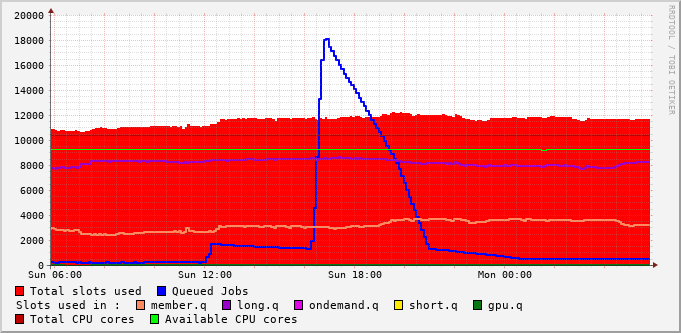 20000
18000
16000
14000
12000
10000
8000
6000
4000
2000
0
Sun 06:00 Sun 12:00 Sun 18:00 Mon 00:00
RRDTOOL / TOBI OETIKER
Total slots used Queued Jobs
Slots used in : member.q long.q ondemand.q short.q gpu.q
Total CPU cores Available CPU cores